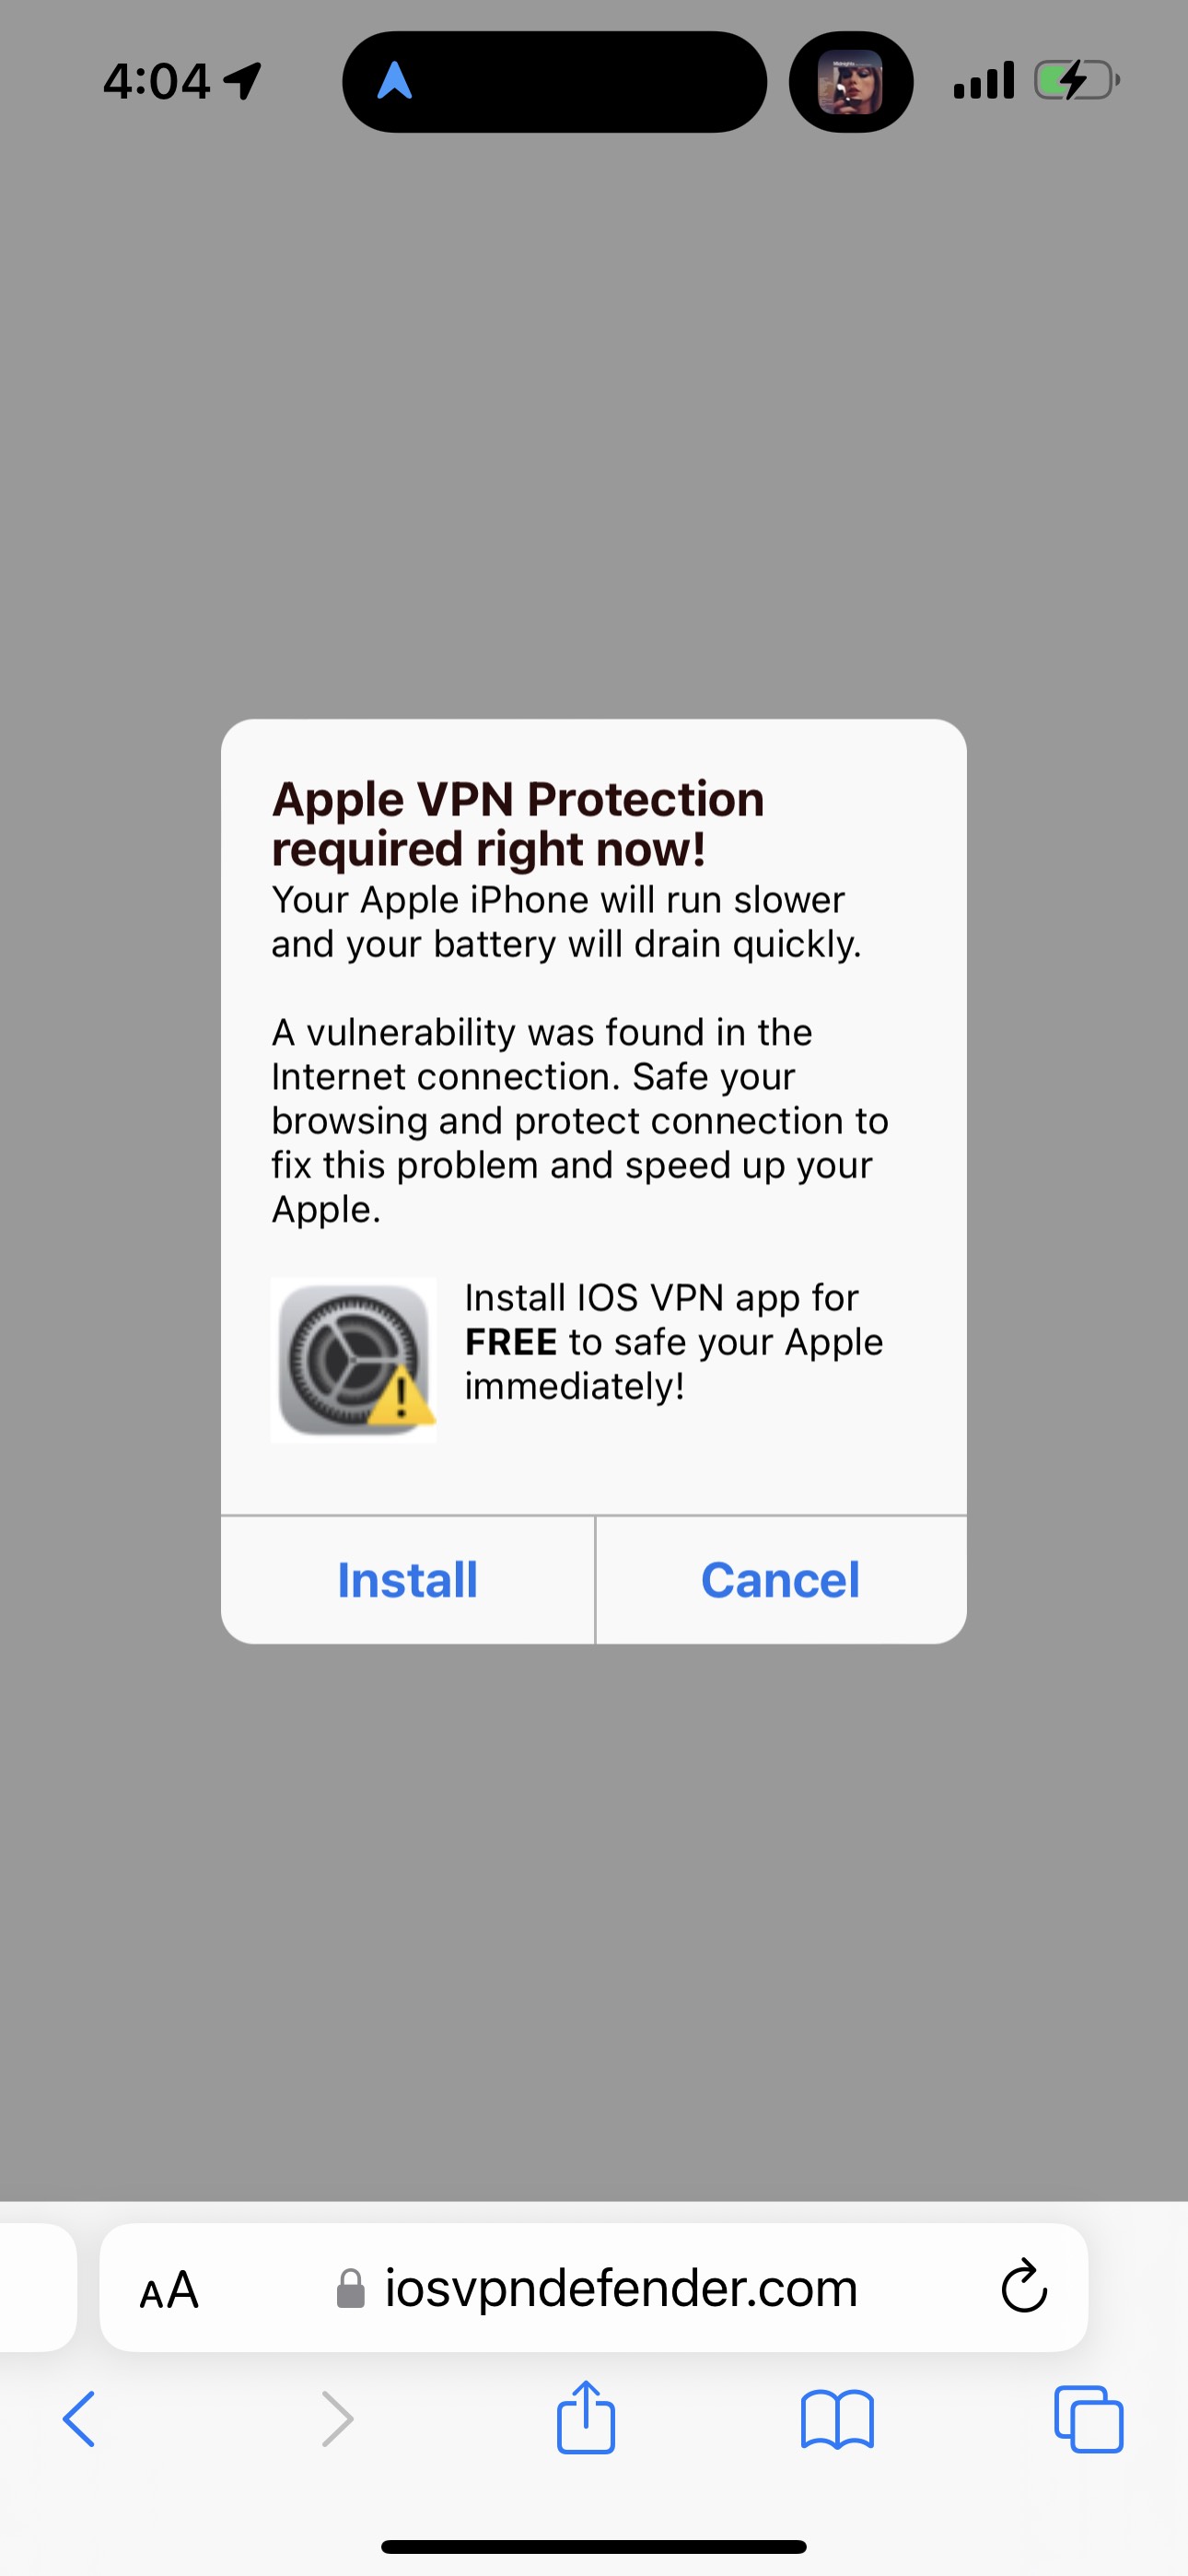 4:04
Apple VPN Protection
required right now!
Your Apple iPhone will run slower
and your battery will drain quickly.
A vulnerability was found in the
Internet connection. Safe your
browsing and protect connection to
fix this problem and speed up your
Apple.
Install IOS VPN app for
FREE to safe your Apple
immediately!
Install
Cancel
AA
iosvpndefender.com